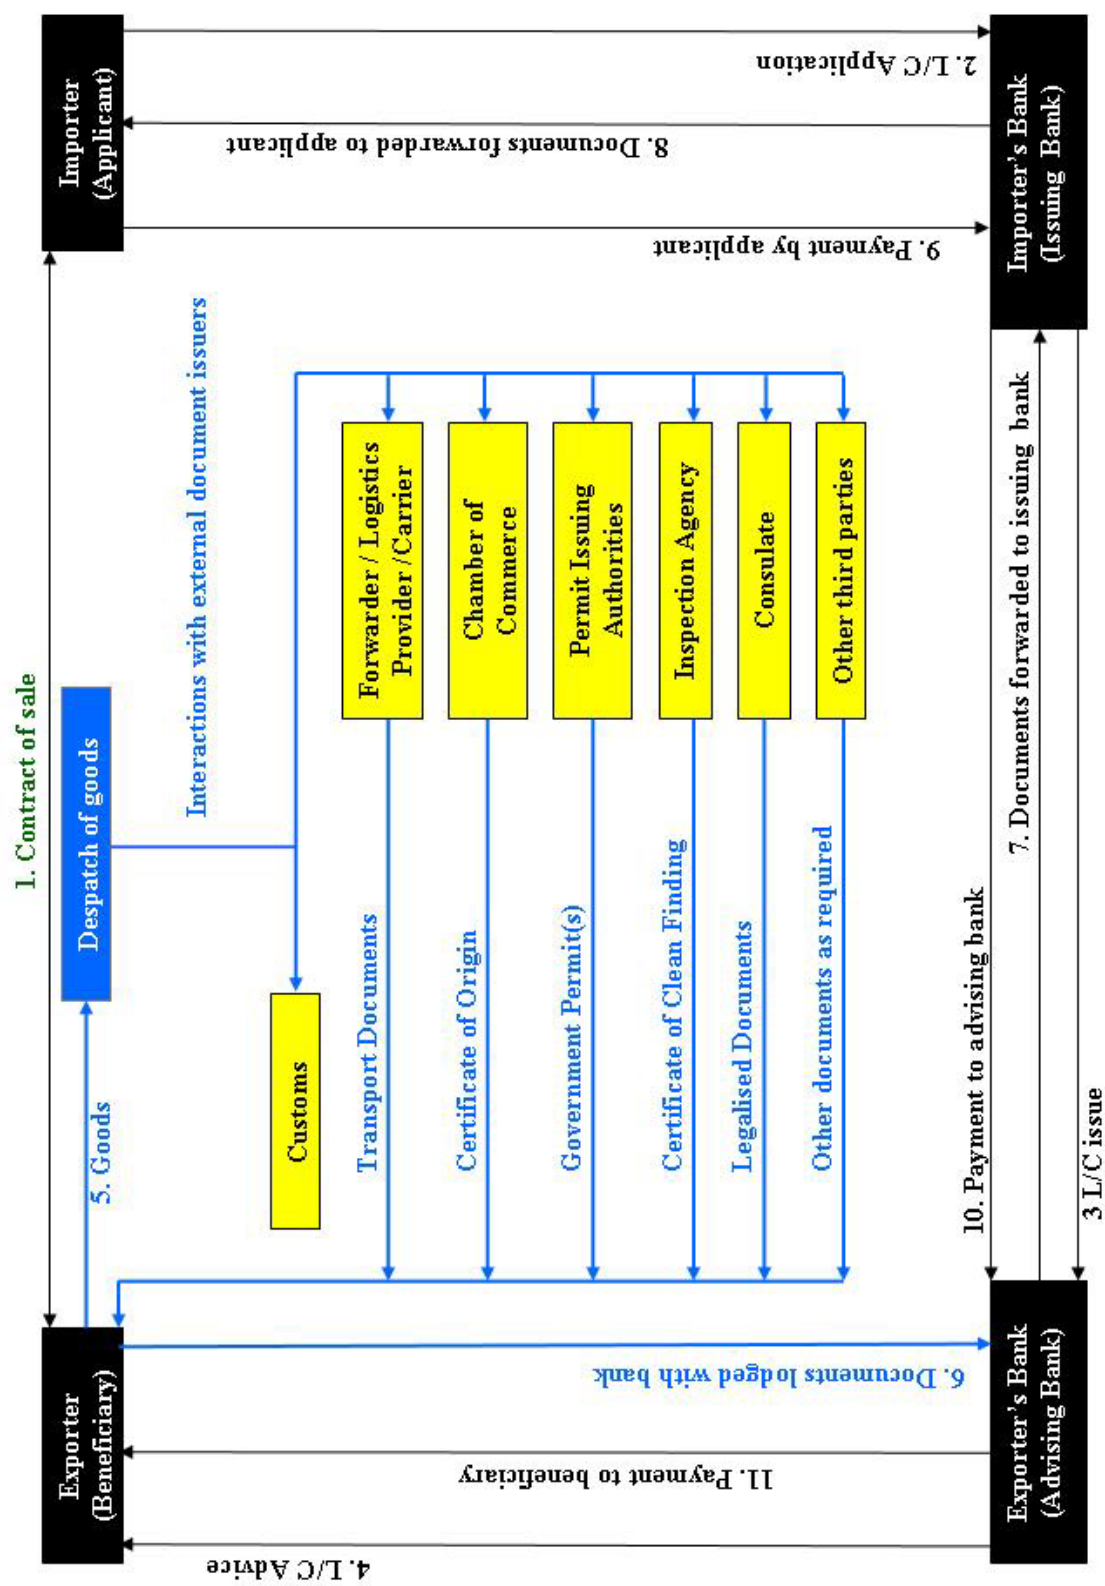 1. Contract of sale
Exporter
(Beneficiary)
5. Goods
Despatch of goods
Importer
(Applicant)
Interactions with external document issuers
Customs
Transport Documents
Forwarder / Logistics
Provider /Carrier
Certificate of Origin
Chamber of
Commerce
Government Permit(s)
Permit Issuing
Authorities
Certificate of Clean Finding
Inspection Agency
Legalised Documents
Consulate
Other documents as required
Other third parties
4. L/C Advice
11. Payment to beneficiary
6. Documents lodged with bank
9. Payment by applicant
8. Documents forwarded to applicant
2. L/C Application
10. Payment to advising bank
Exporter's Bank
(Advising Bank)
7. Documents forwarded to issuing bank
Importer's Bank
(Issuing Bank)
3 L/C issue